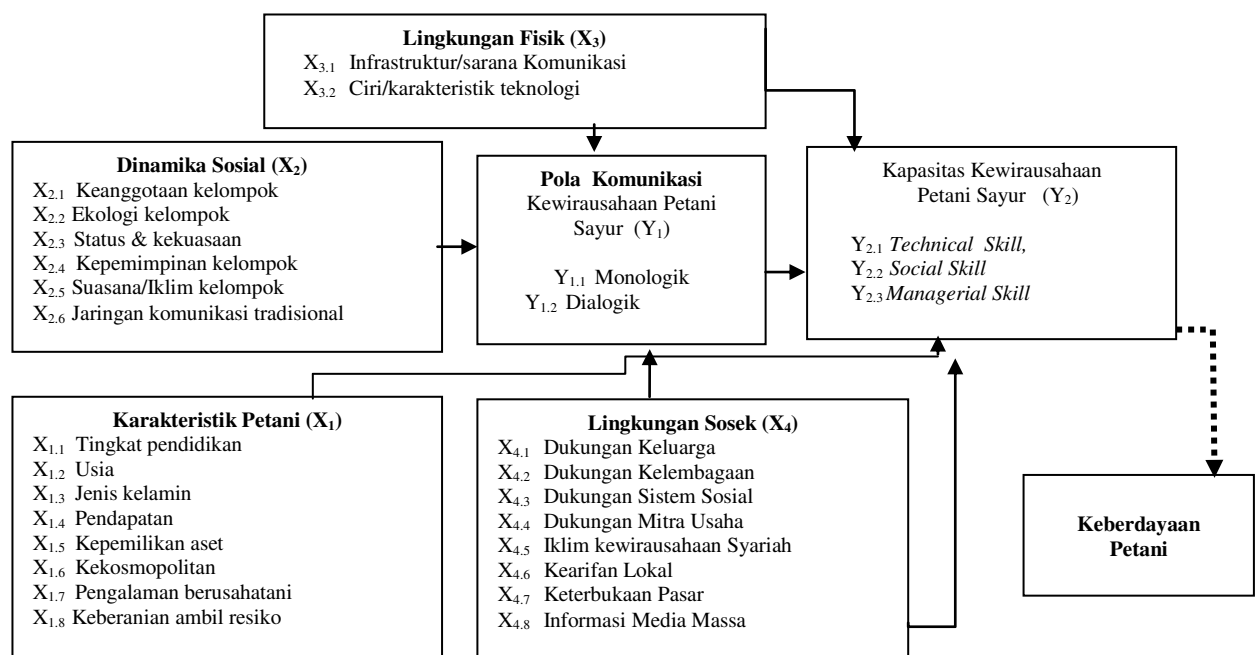 Lingkungan Fisik (X3)
X3.1 Infrastruktur/sarana Komunikasi
X3.2 Ciri/karakteristik teknologi
Dinamika Sosial (X2)
X2.1 Keanggotaan kelompok
X2.2 Ekologi kelompok
X2.3 Status & kekuasaan
X2.4 Kepemimpinan kelompok
X2.5 Suasana/Iklim kelompok
X2.6 Jaringan komunikasi tradisional
Pola Komunikasi
Kewirausahaan Petani
Sayur (Y1)
Y1.1 Monologik
Y1.2 Dialogik
Kapasitas Kewirausahaan
Petani Sayur (Y2)
Y2.1 Technical Skill,
Y2.2 Social Skill
Y2.3 Managerial Skill
Karakteristik Petani (X1)
X1.1 Tingkat pendidikan
X1.2 Usia
X1.3 Jenis kelamin
X1.4 Pendapatan
X1.5 Kepemilikan aset
X1.6 Kekosmopolitan
X1.7 Pengalaman berusahatani
X1.8 Keberanian ambil resiko
Lingkungan Sosek (X4)
X4.1 Dukungan Keluarga
X4.2 Dukungan Kelembagaan
X4.3 Dukungan Sistem Sosial
X4.4 Dukungan Mitra Usaha
X4.5 Iklim kewirausahaan Syariah
X4.6 Kearifan Lokal
X4.7 Keterbukaan Pasar
X4.8 Informasi Media Massa
Keberdayaan
Petani